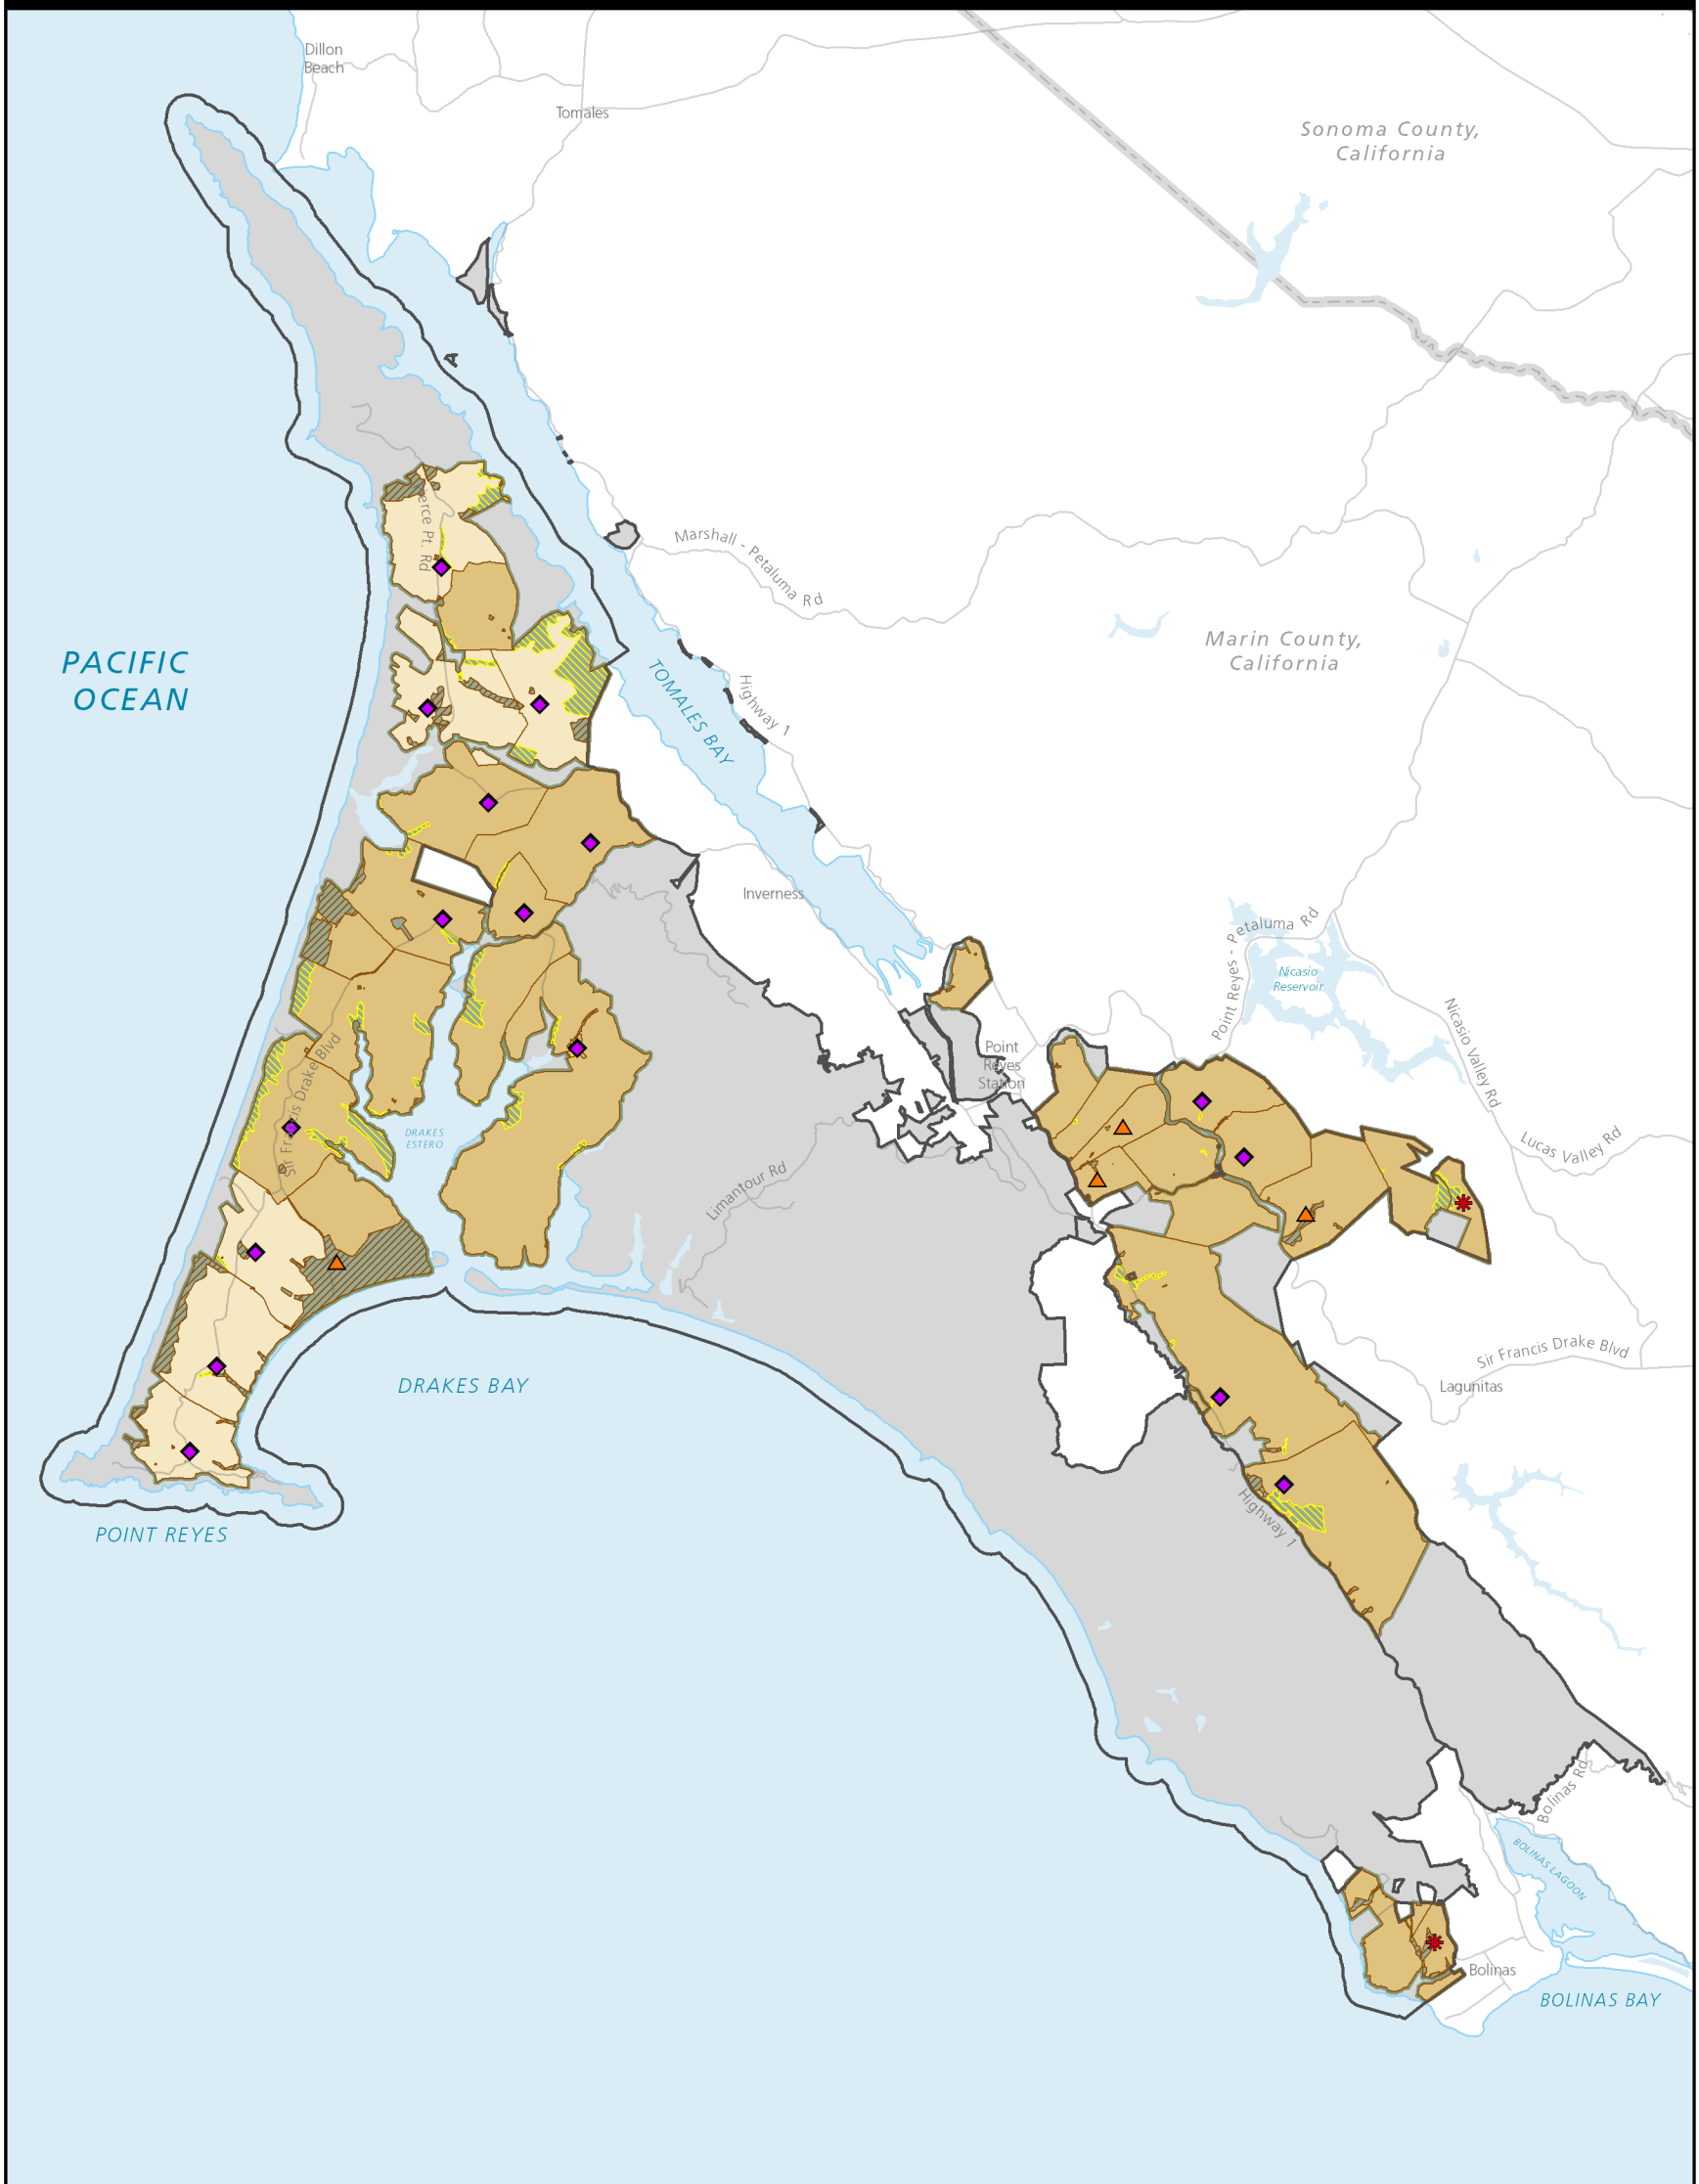 Dillon
Beach
Tomales
Sonoma County,
California
Pierce Pt. Rd
Marshall - Petaluma Rd
PACIFIC
OCEAN
Marin County,
California
TOMALES BAY
Highway 1
Inverness
Point Reyes - Petaluma Rd
Nicasio
Reservoir
Nicasio Valley Rd
Point
Reyes
Station
Sir Francis Drake Blvd
DRAKES
ESTERO
Lucas Valley Rd
Limantour Rd
Sir Francis Drake Blvd
Lagunitas
DRAKES BAY
Highway 1
POINT REYES
Bolinas Rd
BOLINAS LAGOON
Bolinas
BOLINAS BAY